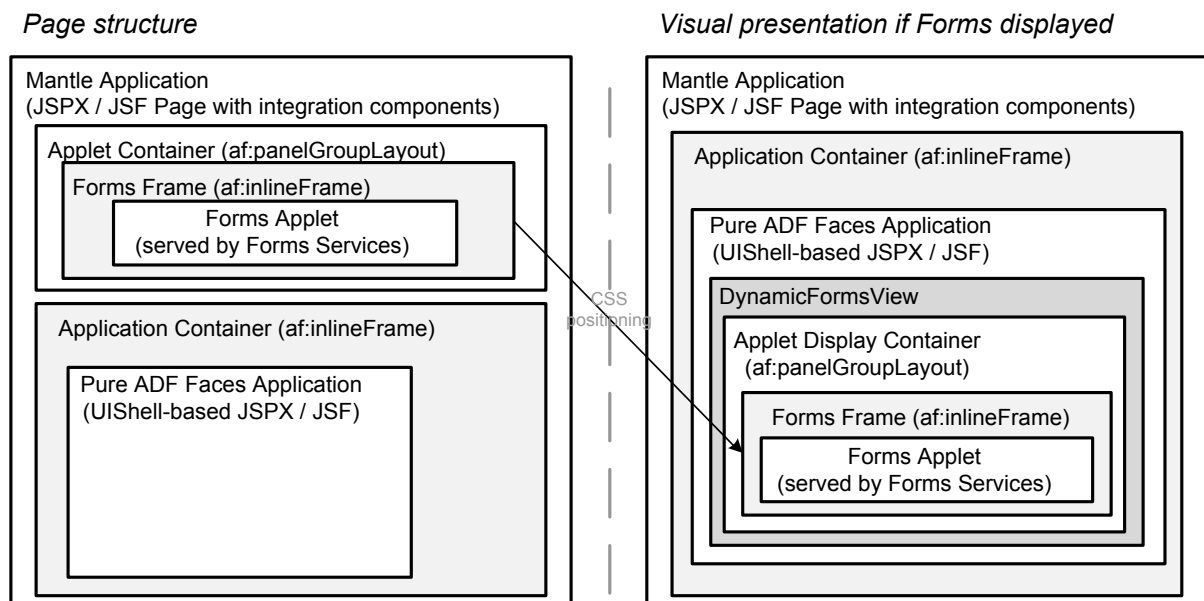 Page structure
Mantle Application
(JSPX / JSF Page with integration components)
Applet Container (af:panelGroupLayout)
Forms Frame (af:inlineFrame)
Forms Applet
(served by Forms Services)
Application Container (af:inlineFrame)
Pure ADF Faces Application
(UIShell-based JSPX / JSF)
CSS
positioning
Visual presentation if Forms displayed
Mantle Application
(JSPX / JSF Page with integration components)
Application Container (af:inlineFrame)
Pure ADF Faces Application
(UIShell-based JSPX / JSF)
DynamicFormsView
Applet Display Container
(af:panelGroupLayout)
Forms Frame (af:inlineFrame)
Forms Applet
(served by Forms Services)